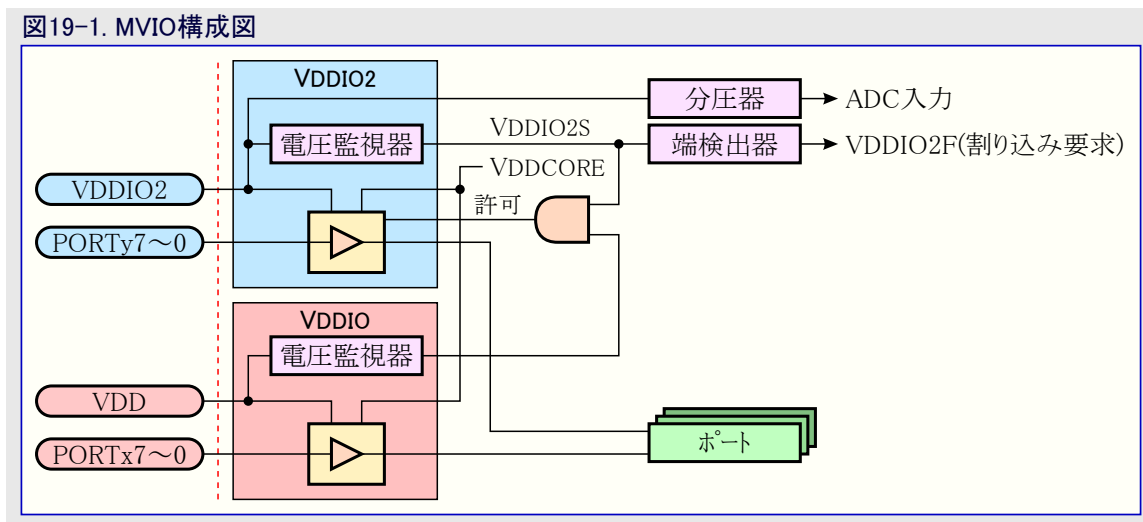 図19-1. MVIO構成図
VDDIO2
分圧器
ADC入力
電圧監視器
VDDIO2S
端検出器
VDDIO2F(割り込み要求)
VDDCORE
VDDIO2
許可
PORTy7～0
VDDIO
電圧監視器
VDD
PORTx7～0
ﾎﾟｰﾄ